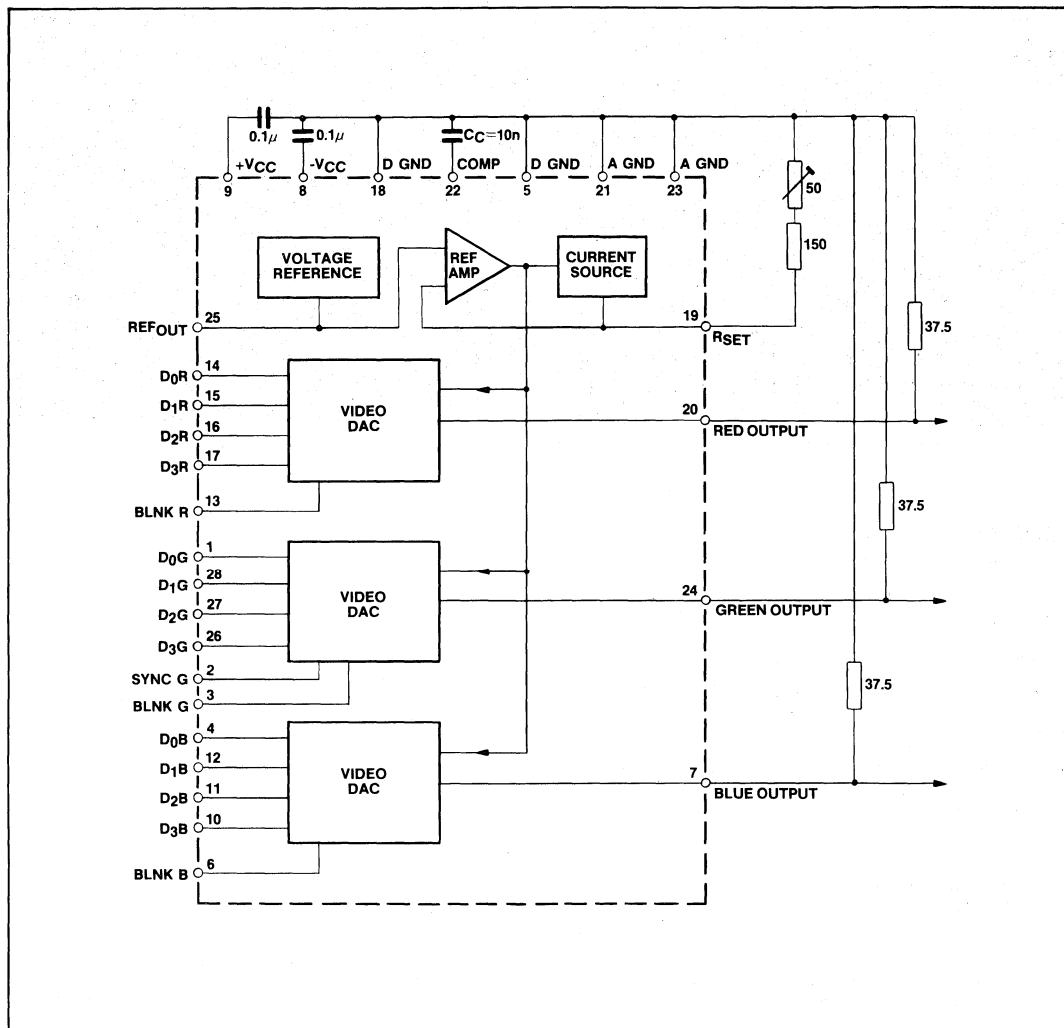 0.1μ
0.1μ
CC=10n
+VCC
-VCC
D GND
COMP
D GND
A GND
A GND
9
8
18
22
5
21
23
50
150
VOLTAGE
REFERENCE
REF
AMP
CURRENT
SOURCE
REFOUT
25
19
RSET
37.5
D0R
14
D1R
15
D2R
16
D3R
17
BLNK R
13
VIDEO
DAC
20
RED OUTPUT
37.5
D0G
1
D1G
28
D2G
27
D3G
26
SYNC G
2
BLNK G
3
VIDEO
DAC
24
GREEN OUTPUT
37.5
D0B
4
D1B
12
D2B
11
D3B
10
BLNK B
6
VIDEO
DAC
7
BLUE OUTPUT